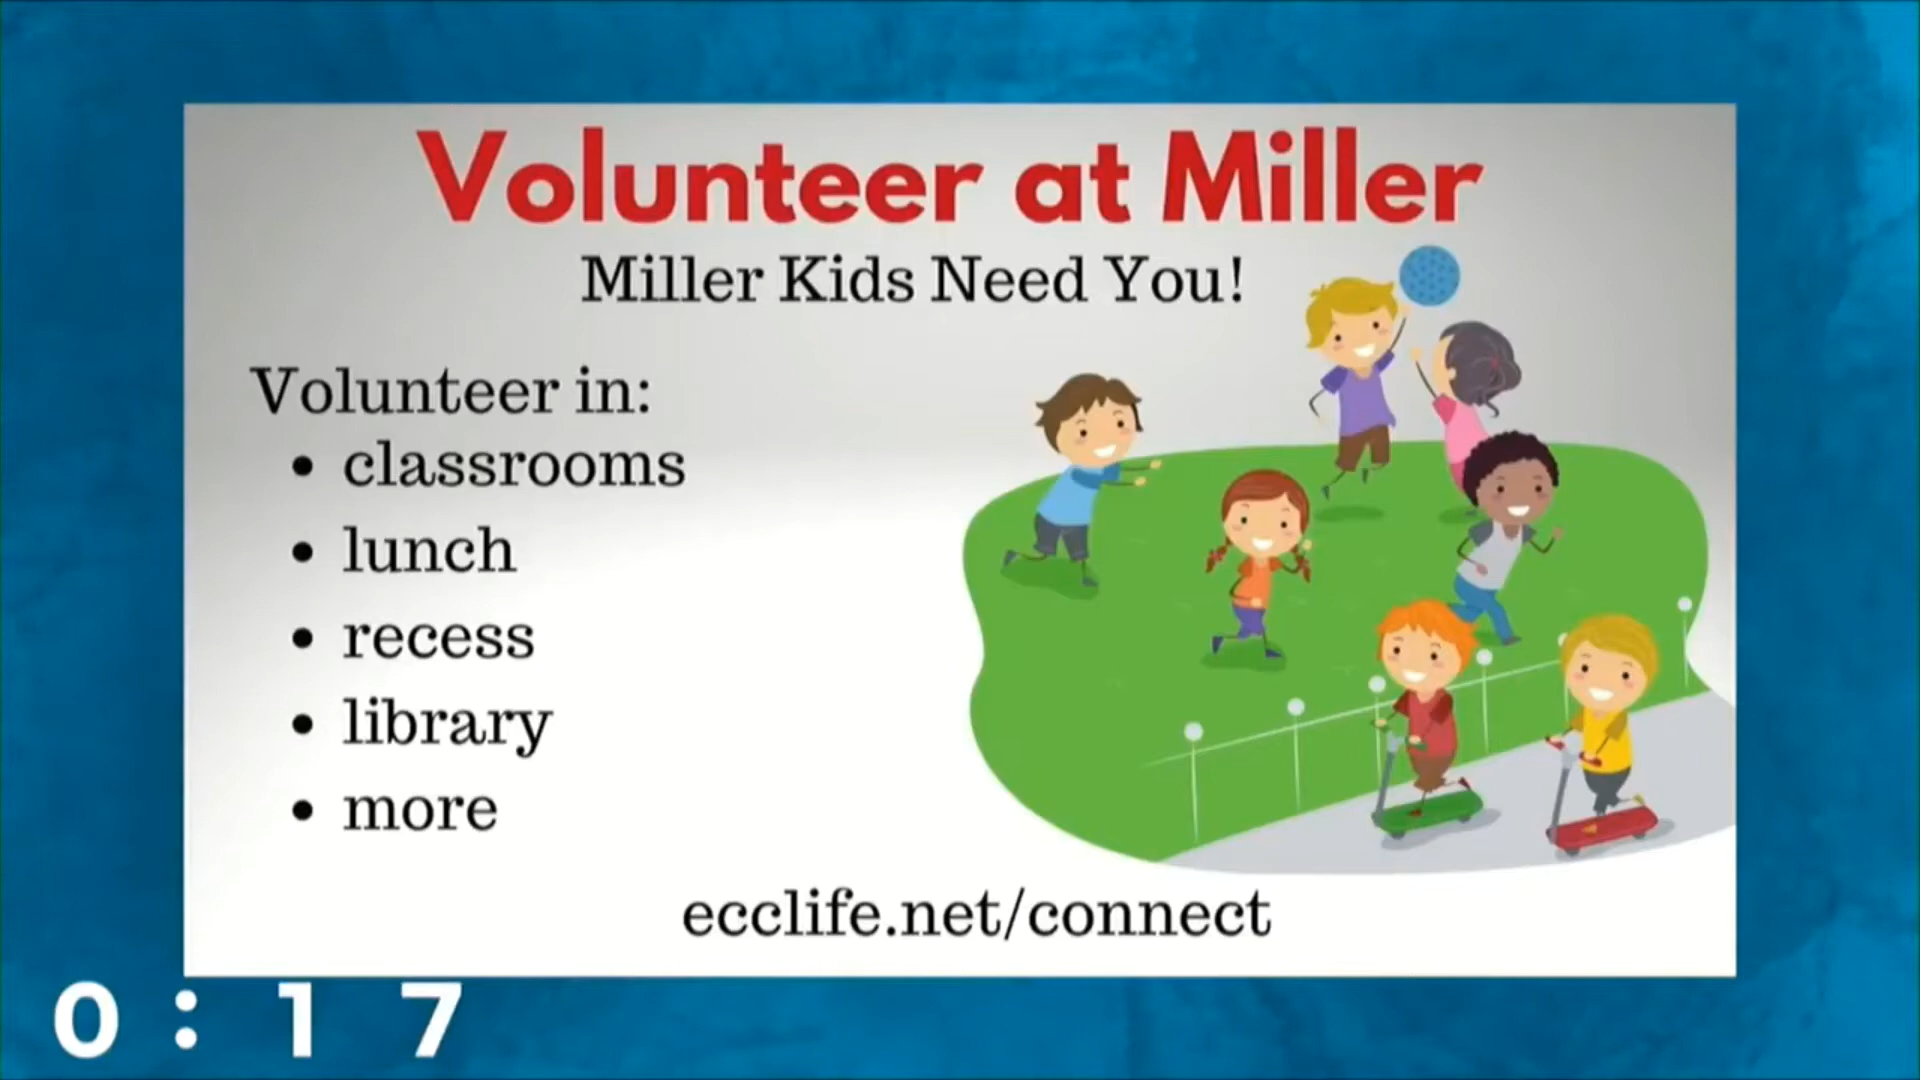 Volunteer at Miller
Miller Kids Need You!
Volunteer in:
• classrooms
• lunch
• recess
• library
• more
ecclife.net/connect
0:17